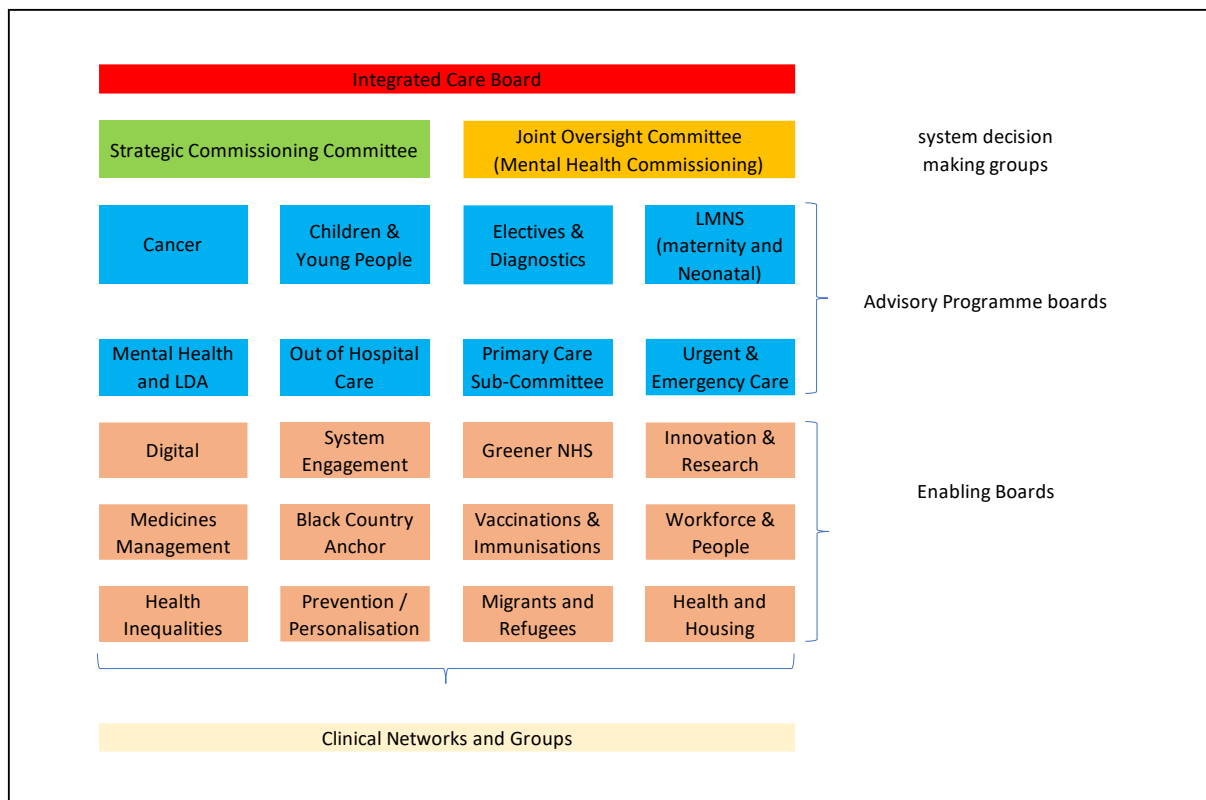 Integrated Care Board
Strategic Commissioning Committee
Joint Oversight Committee
(Mental Health Commissioning)
system decision
making groups
Cancer
Children &
Young People
Electives &
Diagnostics
LMNS
(maternity and
Neonatal)
Advisory Programme boards
Mental Health
and LDA
Out of Hospital
Care
Primary Care
Sub-Committee
Urgent &
Emergency Care
Digital
System
Engagement
Greener NHS
Innovation &
Research
Enabling Boards
Medicines
Management
Black Country
Anchor
Vaccinations &
Immunisations
Workforce &
People
Health
Inequalities
Prevention /
Personalisation
Migrants and
Refugees
Health and
Housing
Clinical Networks and Groups